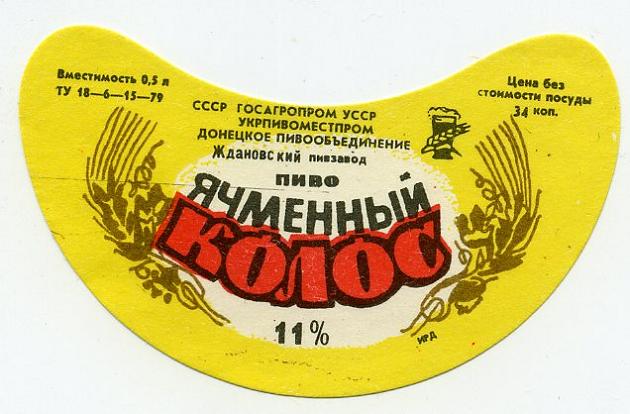 Вместимость 0,5 л
ТУ 18—6—15—79
СССР ГОСАГРОПРОМ УССР
УКРПИВОМЕСТПРОМ
ДОНЕЦКОЕ ПИВООБЪЕДИНЕНИЕ
Ждановский пивзавод
Цена без
стоимости посуды
34 коп.
ПИВО
ЯЧМЕННЫЙ
КОЛОС
11%
ИРД